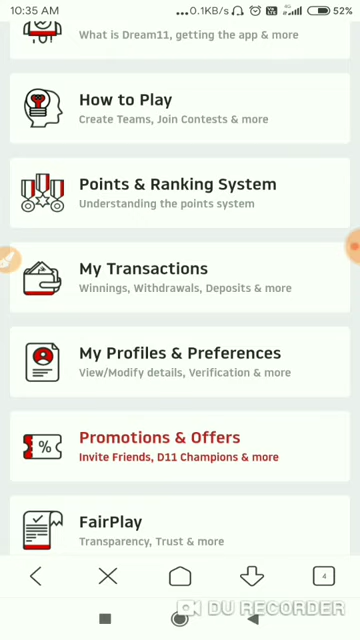 10:35 AM
...0.1KB/s
4G
52%
What is Dream11, getting the app & more
How to Play
Create Teams, Join Contests & more
Points & Ranking System
Understanding the points system
My Transactions
Winnings, Withdrawals, Deposits & more
My Profiles & Preferences
View/Modify details, Verification & more
%
Promotions & Offers
Invite Friends, D11 Champions & more
FairPlay
Transparency, Trust & more
4
DU RECORDER